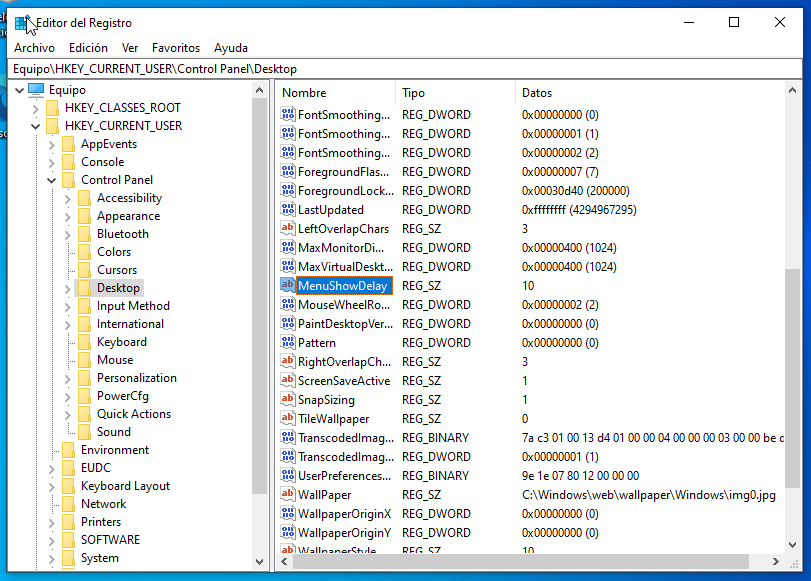 Editor del Registro
Archivo Edición Ver Favoritos Ayuda
Equipo\HKEY_CURRENT_USER\Control Panel\Desktop
Equipo
HKEY_CLASSES_ROOT
HKEY_CURRENT_USER
AppEvents
Console
Control Panel
Accessibility
Appearance
Bluetooth
Colors
Cursors
Desktop
Input Method
International
Keyboard
Mouse
Personalization
PowerCfg
Quick Actions
Sound
Environment
EUDC
Keyboard Layout
Network
Printers
SOFTWARE
System
Nombre Tipo Datos
FontSmoothing... REG_DWORD 0x00000000 (0)
FontSmoothing... REG_DWORD 0x00000001 (1)
FontSmoothing... REG_DWORD 0x00000002 (2)
ForegroundFlas... REG_DWORD 0x00000007 (7)
ForegroundLock... REG_DWORD 0x00030d40 (200000)
LastUpdated REG_DWORD 0xffffffff (4294967295)
LeftOverlapChars REG_SZ 3
MaxMonitorDi... REG_DWORD 0x00000400 (1024)
MaxVirtualDeskt... REG_DWORD 0x00000400 (1024)
MenuShowDelay REG_SZ 10
MouseWheelRo... REG_DWORD 0x00000002 (2)
PaintDesktopVer... REG_DWORD 0x00000000 (0)
Pattern REG_DWORD 0x00000000 (0)
RightOverlapCh... REG_SZ 3
ScreenSaveActive REG_SZ 1
SnapSizing REG_SZ 1
TileWallpaper REG_SZ 0
TranscodedImag... REG_BINARY 7a c3 01 00 13 d4 01 00 00 04 00 00 00 03 00 00 be d
TranscodedImag... REG_DWORD 0x00000001 (1)
UserPreferences... REG_BINARY 9e 1e 07 80 12 00 00 00
WallPaper REG_SZ C:\Windows\web\wallpaper\Windows\img0.jpg
WallpaperOriginX REG_DWORD 0x00000000 (0)
WallpaperOriginY REG_DWORD 0x00000000 (0)
WallpaperStyle REG_SZ 10